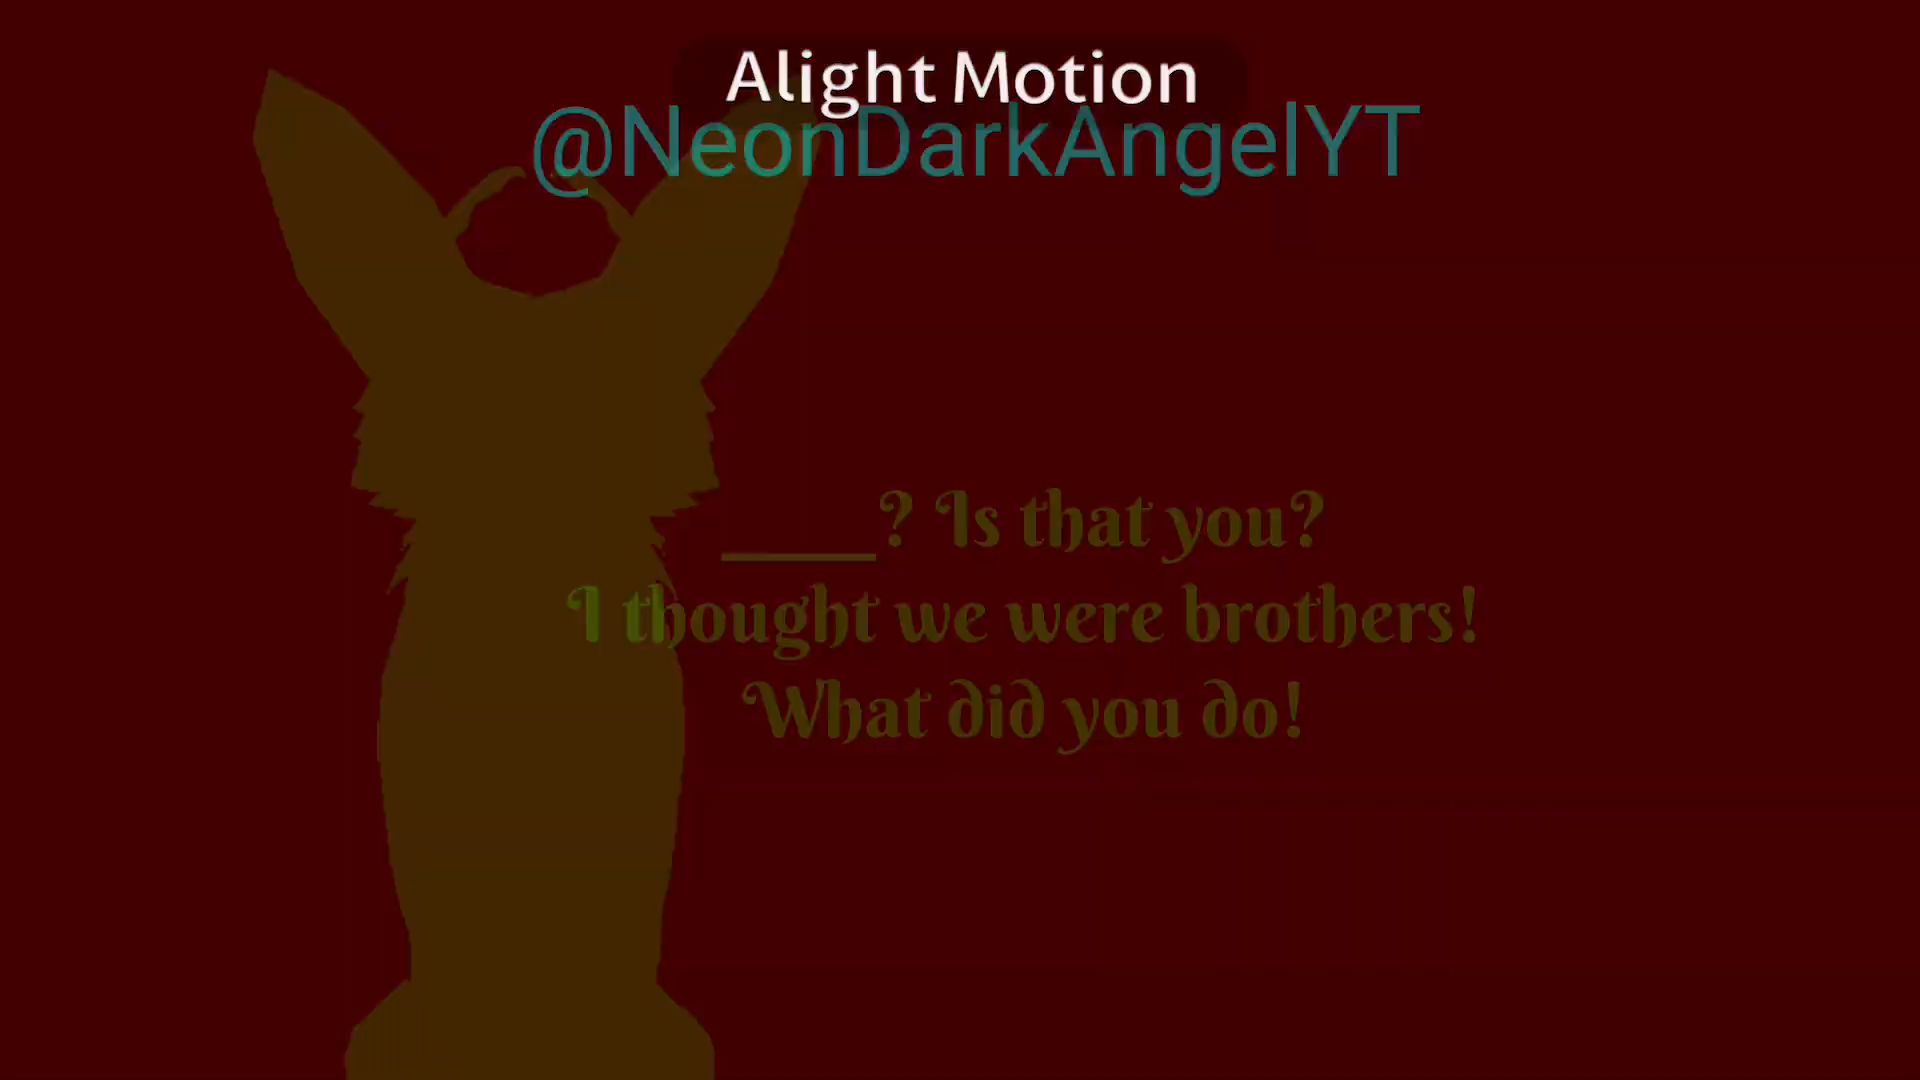 Alight Motion
@NeonDarkAngelYT
____? Is that you?
I thought we were brothers!
What did you do!